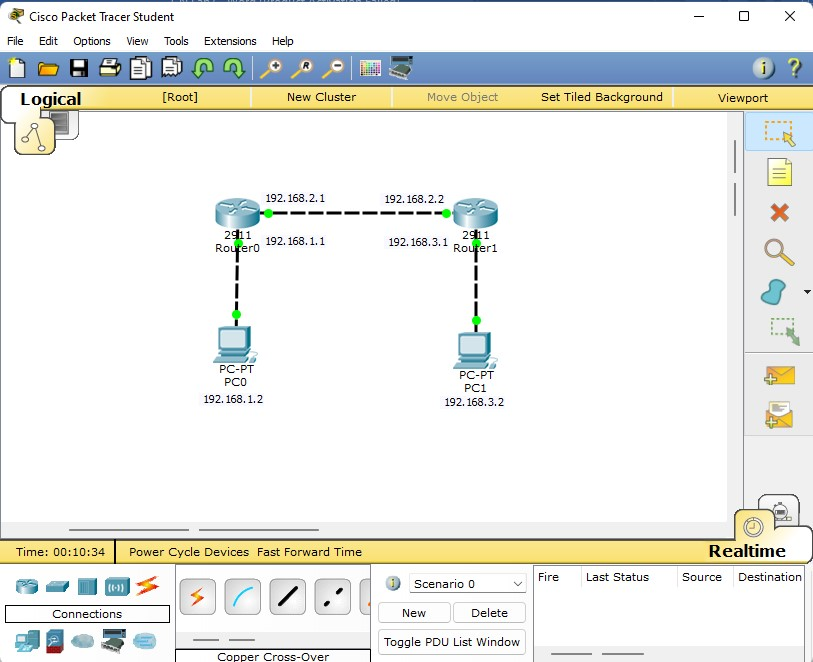 Cisco Packet Tracer Student
File Edit Options View Tools Extensions Help
Logical [Root] New Cluster Move Object Set Tiled Background Viewport
192.168.2.1 192.168.2.2
2911 2911
Router0 192.168.1.1 192.168.3.1 Router1
PC-PT PC-PT
PC0 PC1
192.168.1.2 192.168.3.2
Time: 00:10:34 Power Cycle Devices Fast Forward Time Realtime
Connections
Copper Cross-Over
Scenario 0
New Delete
Toggle PDU List Window
Fire Last Status Source Destination